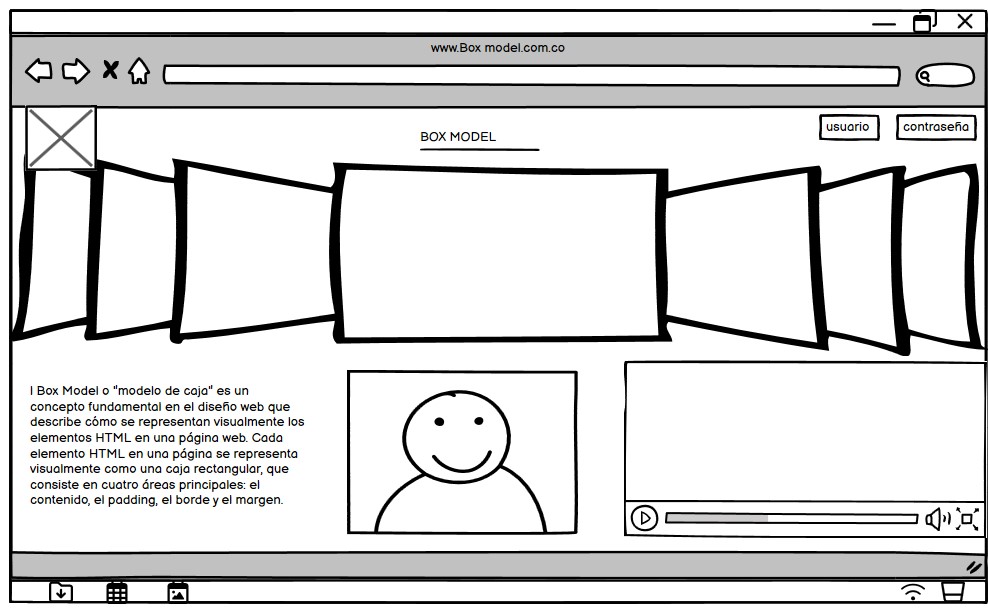 www.Box model.com.co
BOX MODEL
usuario
contraseña
l Box Model o "modelo de caja" es un
concepto fundamental en el diseño web que
describe cómo se representan visualmente los
elementos HTML en una página web. Cada
elemento HTML en una página se representa
visualmente como una caja rectangular, que
consiste en cuatro áreas principales: el
contenido, el padding, el borde y el margen.